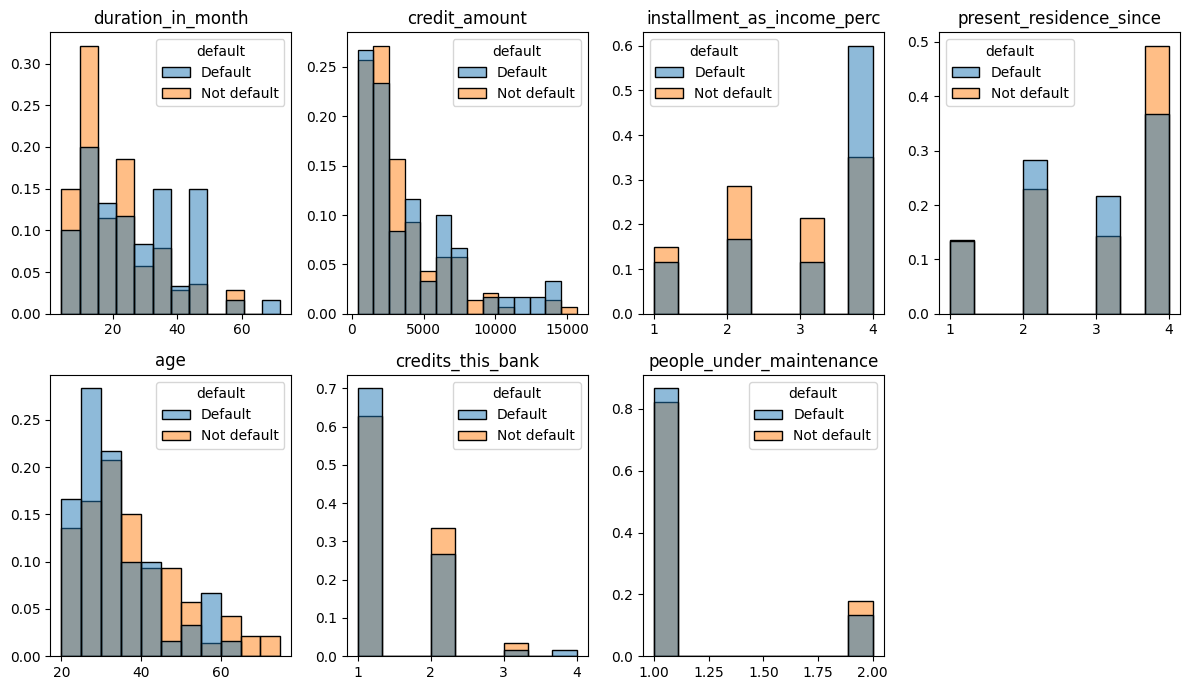 duration_in_month
default
Default
Not default
0.30
0.25
0.20
0.15
0.10
0.05
0.00
20 40 60
credit_amount
default
Default
Not default
0.25
0.20
0.15
0.10
0.05
0.00
0 5000 10000 15000
installment_as_income_perc
default
Default
Not default
0.6
0.5
0.4
0.3
0.2
0.1
0.0
1 2 3 4
present_residence_since
default
Default
Not default
0.5
0.4
0.3
0.2
0.1
0.0
1 2 3 4
age
default
Default
Not default
0.25
0.20
0.15
0.10
0.05
0.00
20 40 60
credits_this_bank
default
Default
Not default
0.7
0.6
0.5
0.4
0.3
0.2
0.1
0.0
1 2 3 4
people_under_maintenance
default
Default
Not default
0.8
0.6
0.4
0.2
0.0
1.00 1.25 1.50 1.75 2.00